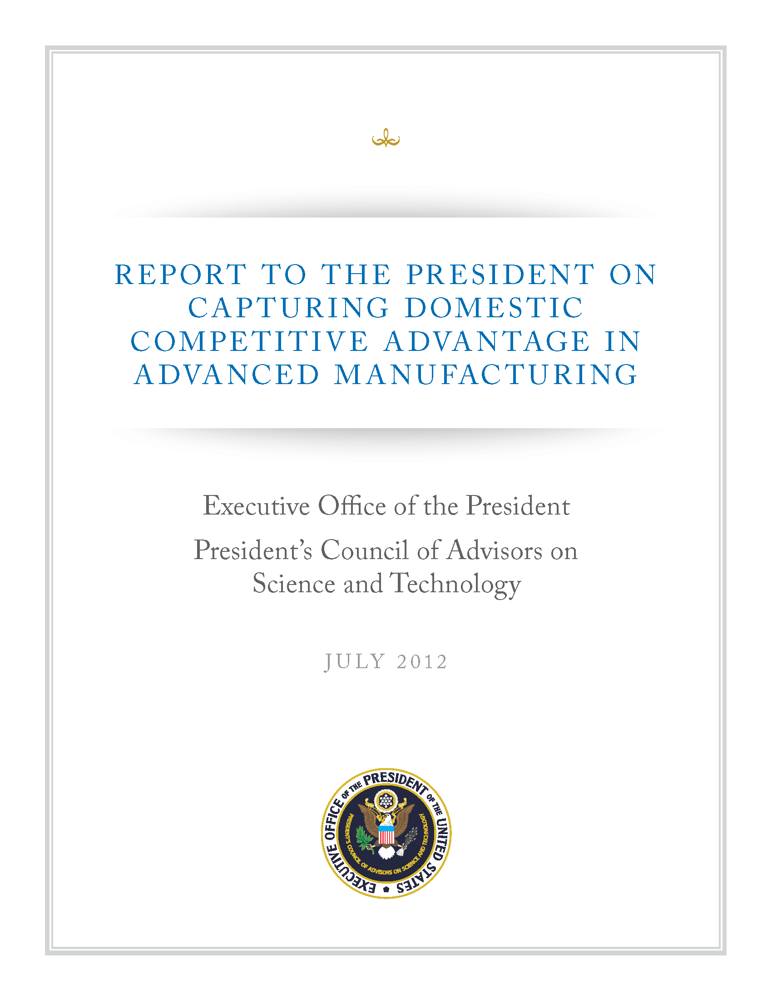 REPORT TO THE PRESIDENT ON
CAPTURING DOMESTIC
COMPETITIVE ADVANTAGE IN
ADVANCED MANUFACTURING
Executive Office of the President
President’s Council of Advisors on
Science and Technology
JULY 2012
EXECUTIVE OFFICE OF THE PRESIDENT OF THE UNITED STATES
PRESIDENT'S COUNCIL OF ADVISORS ON SCIENCE AND TECHNOLOGY